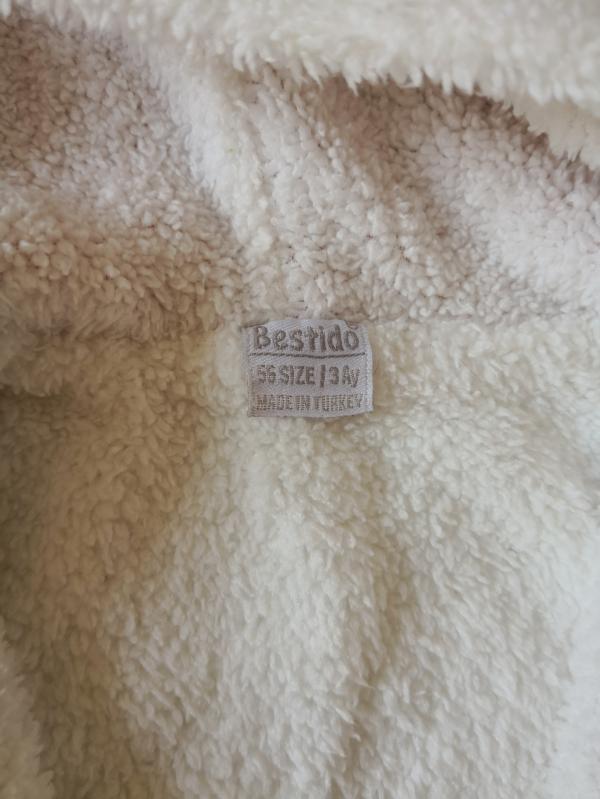 Bestido
56 SIZE / 3 Ay
MADE IN TURKEY